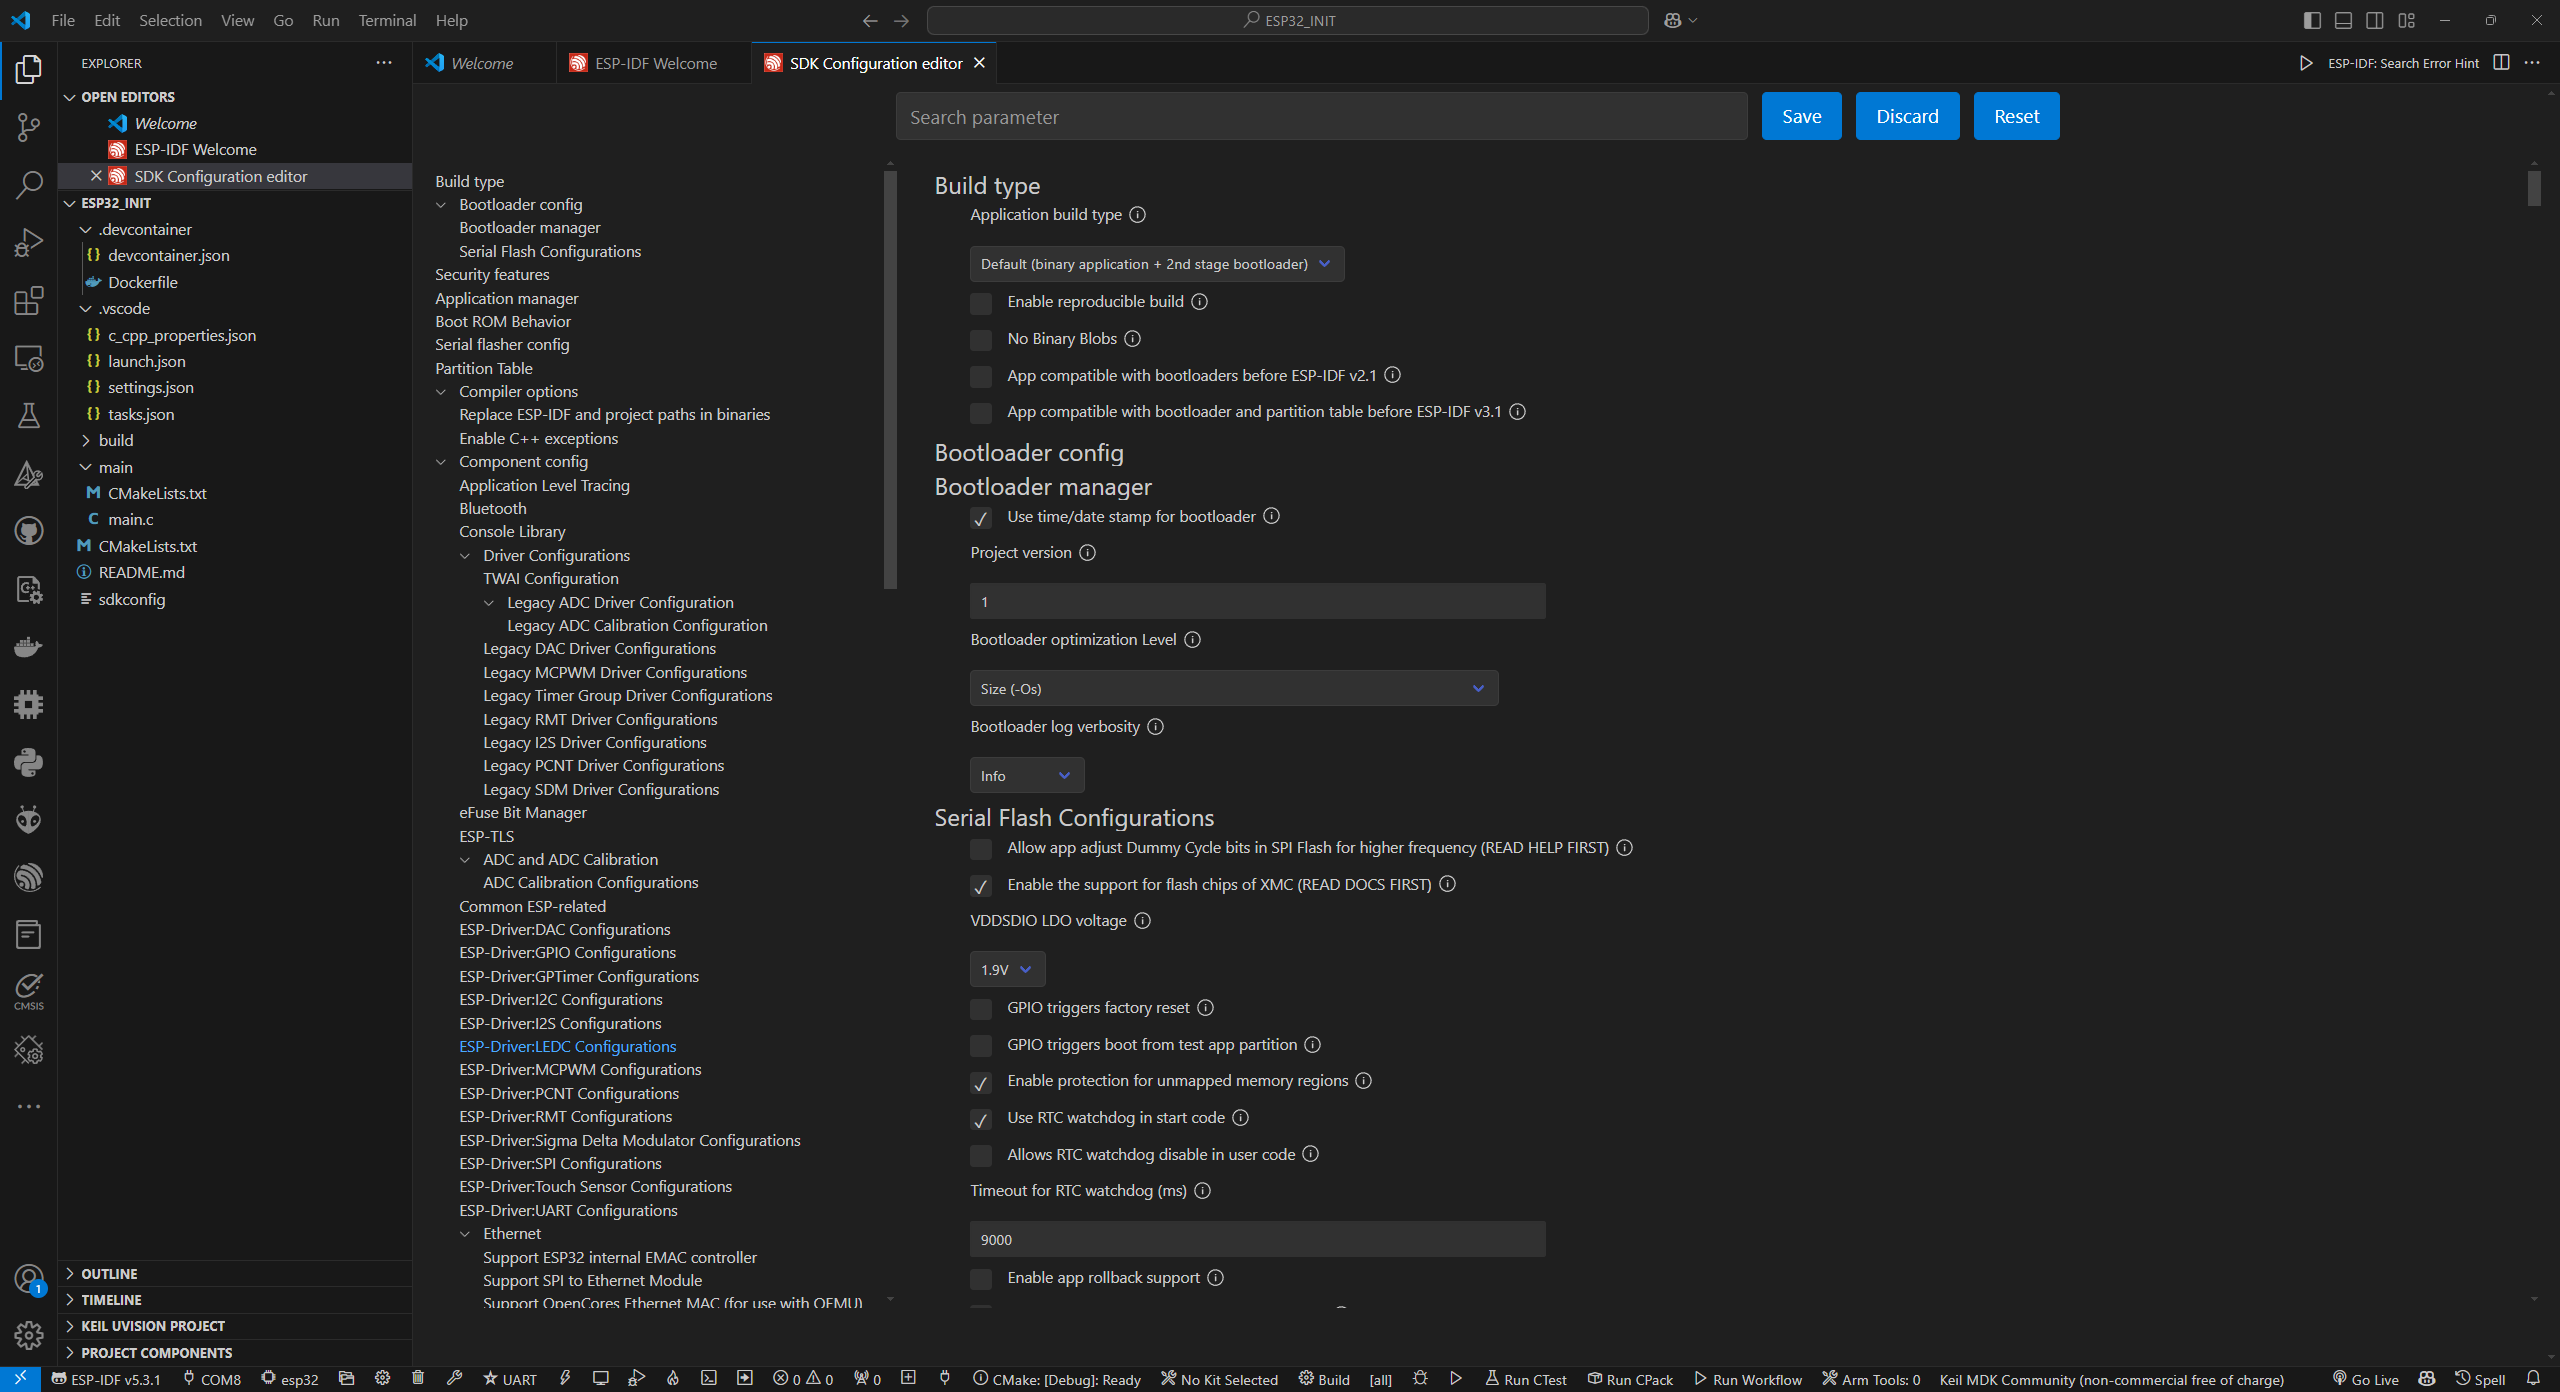 File Edit Selection View Go Run Terminal Help
ESP32_INIT
EXPLORER
Welcome
ESP-IDF Welcome
SDK Configuration editor
ESP-IDF: Search Error Hint
OPEN EDITORS
Welcome
ESP-IDF Welcome
SDK Configuration editor
ESP32_INIT
.devcontainer
devcontainer.json
Dockerfile
.vscode
c_cpp_properties.json
launch.json
settings.json
tasks.json
build
main
CMakeLists.txt
main.c
CMakeLists.txt
README.md
sdkconfig
OUTLINE
TIMELINE
KEIL UVISION PROJECT
PROJECT COMPONENTS
CMSIS
1
Search parameter
Save
Discard
Reset
Build type
Bootloader config
Bootloader manager
Serial Flash Configurations
Security features
Application manager
Boot ROM Behavior
Serial flasher config
Partition Table
Compiler options
Replace ESP-IDF and project paths in binaries
Enable C++ exceptions
Component config
Application Level Tracing
Bluetooth
Console Library
Driver Configurations
TWAI Configuration
Legacy ADC Driver Configuration
Legacy ADC Calibration Configuration
Legacy DAC Driver Configurations
Legacy MCPWM Driver Configurations
Legacy Timer Group Driver Configurations
Legacy RMT Driver Configurations
Legacy I2S Driver Configurations
Legacy PCNT Driver Configurations
Legacy SDM Driver Configurations
eFuse Bit Manager
ESP-TLS
ADC and ADC Calibration
ADC Calibration Configurations
Common ESP-related
ESP-Driver:DAC Configurations
ESP-Driver:GPIO Configurations
ESP-Driver:GPTimer Configurations
ESP-Driver:I2C Configurations
ESP-Driver:I2S Configurations
ESP-Driver:LEDC Configurations
ESP-Driver:MCPWM Configurations
ESP-Driver:PCNT Configurations
ESP-Driver:RMT Configurations
ESP-Driver:Sigma Delta Modulator Configurations
ESP-Driver:SPI Configurations
ESP-Driver:Touch Sensor Configurations
ESP-Driver:UART Configurations
Ethernet
Support ESP32 internal EMAC controller
Support SPI to Ethernet Module
Support OpenCores Ethernet MAC (for use with QEMU)
Build type
Application build type
Default (binary application + 2nd stage bootloader)
Enable reproducible build
No Binary Blobs
App compatible with bootloaders before ESP-IDF v2.1
App compatible with bootloader and partition table before ESP-IDF v3.1
Bootloader config
Bootloader manager
Use time/date stamp for bootloader
Project version
1
Bootloader optimization Level
Size (-Os)
Bootloader log verbosity
Info
Serial Flash Configurations
Allow app adjust Dummy Cycle bits in SPI Flash for higher frequency (READ HELP FIRST)
Enable the support for flash chips of XMC (READ DOCS FIRST)
VDDSDIO LDO voltage
1.9V
GPIO triggers factory reset
GPIO triggers boot from test app partition
Enable protection for unmapped memory regions
Use RTC watchdog in start code
Allows RTC watchdog disable in user code
Timeout for RTC watchdog (ms)
9000
Enable app rollback support
ESP-IDF v5.3.1 COM8 esp32 UART 0 0 0 CMake: [Debug]: Ready No Kit Selected Build [all] Run CTest Run CPack Run Workflow Arm Tools: 0 Keil MDK Community (non-commercial free of charge) Go Live Spell